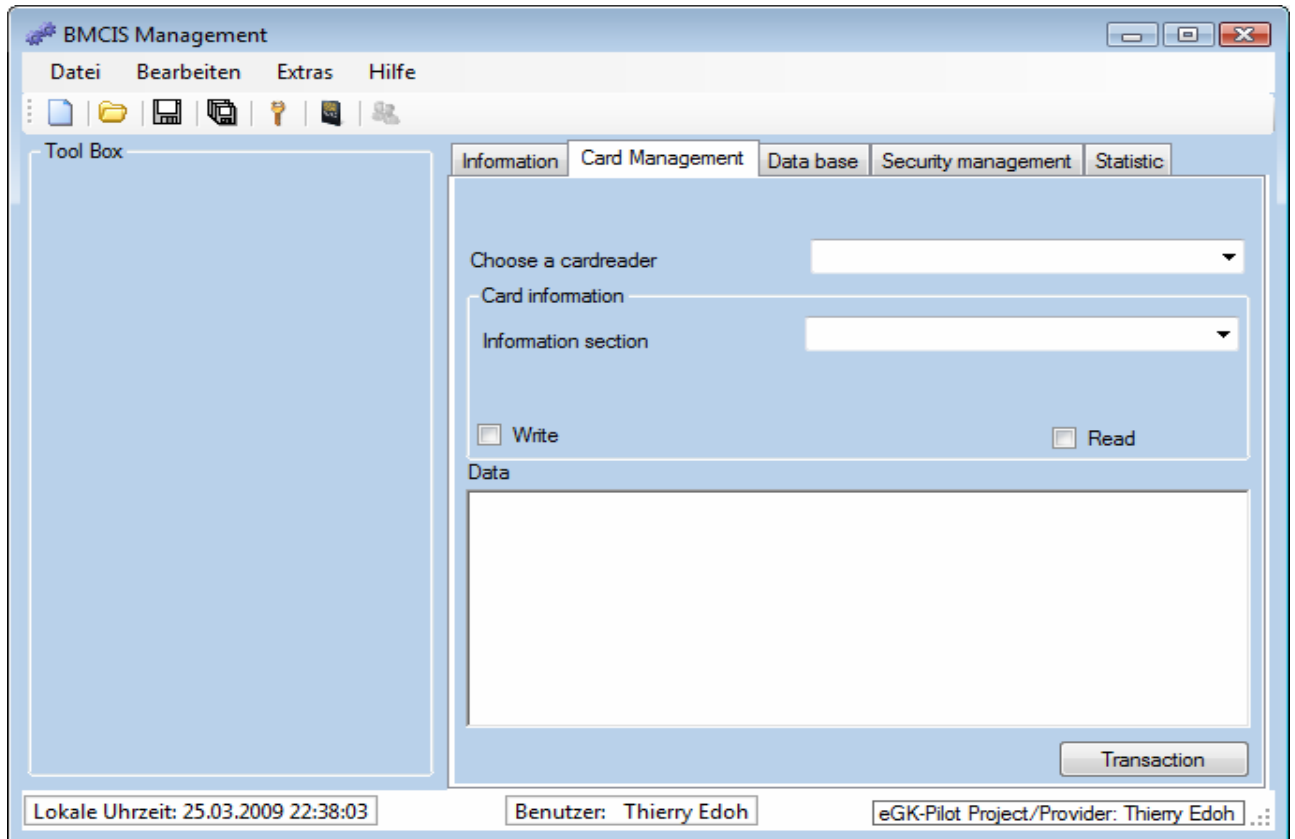 BMCIS Management
Datei Bearbeiten Extras Hilfe
Tool Box
Information Card Management Data base Security management Statistic
Choose a cardreader
Card information
Information section
Write Read
Data
Transaction
Lokale Uhrzeit: 25.03.2009 22:38:03 Benutzer: Thierry Edoh eGK-Pilot Project/Provider: Thierry Edoh